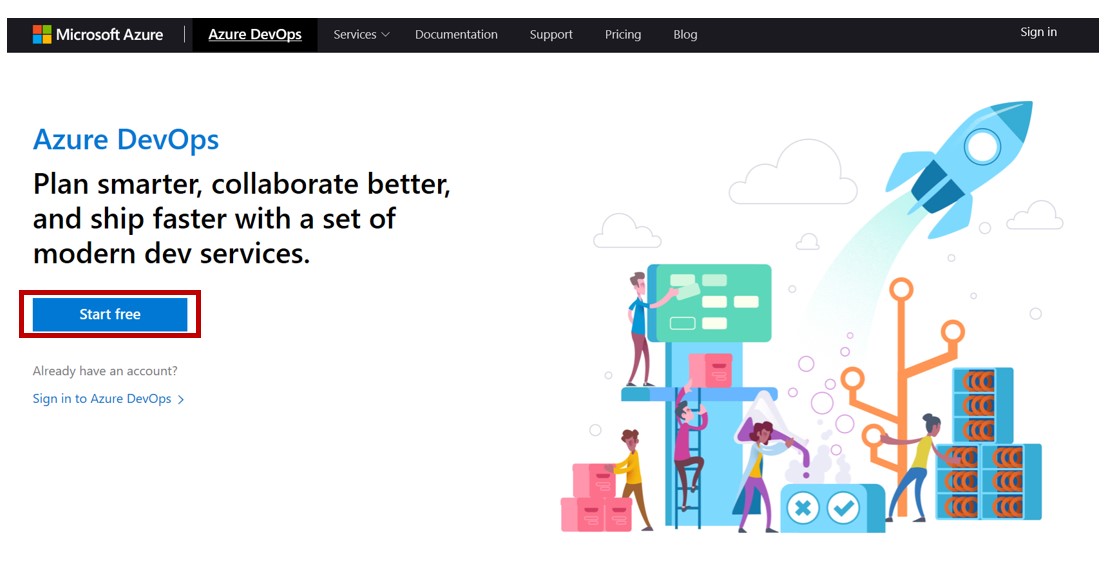 Microsoft Azure
Azure DevOps
Services
Documentation
Support
Pricing
Blog
Sign in
Azure DevOps
Plan smarter, collaborate better,
and ship faster with a set of
modern dev services.
Start free
Already have an account?
Sign in to Azure DevOps